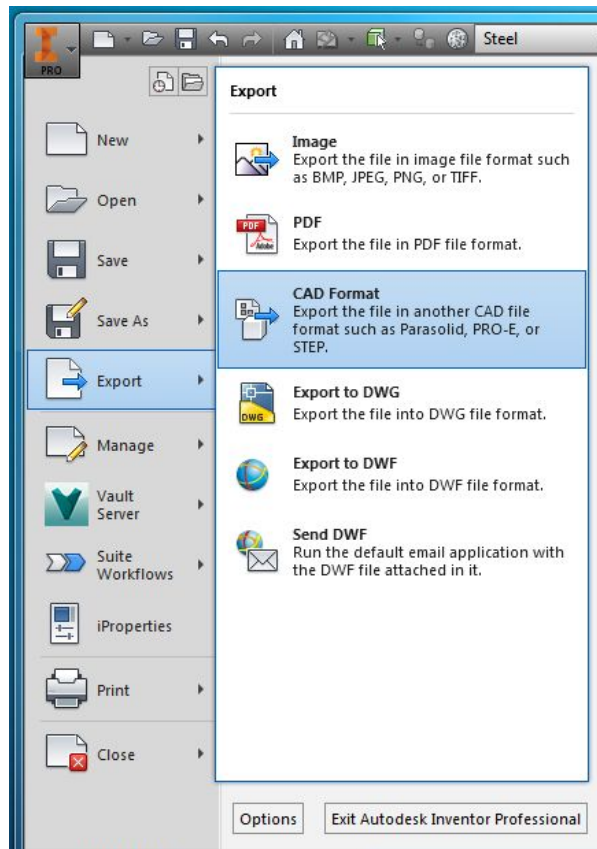 I
PRO
Steel
New
Open
Save
Save As
Export
Manage
Vault
Server
Suite
Workflows
iProperties
Print
Close
Export
Image
Export the file in image file format such
as BMP, JPEG, PNG, or TIFF.
PDF
PDF
Adobe
Export the file in PDF file format.
CAD Format
Export the file in another CAD file
format such as Parasolid, PRO-E, or
STEP.
Export to DWG
DWG
Export the file into DWG file format.
Export to DWF
Export the file into DWF file format.
Send DWF
Run the default email application with
the DWF file attached in it.
Options
Exit Autodesk Inventor Professional